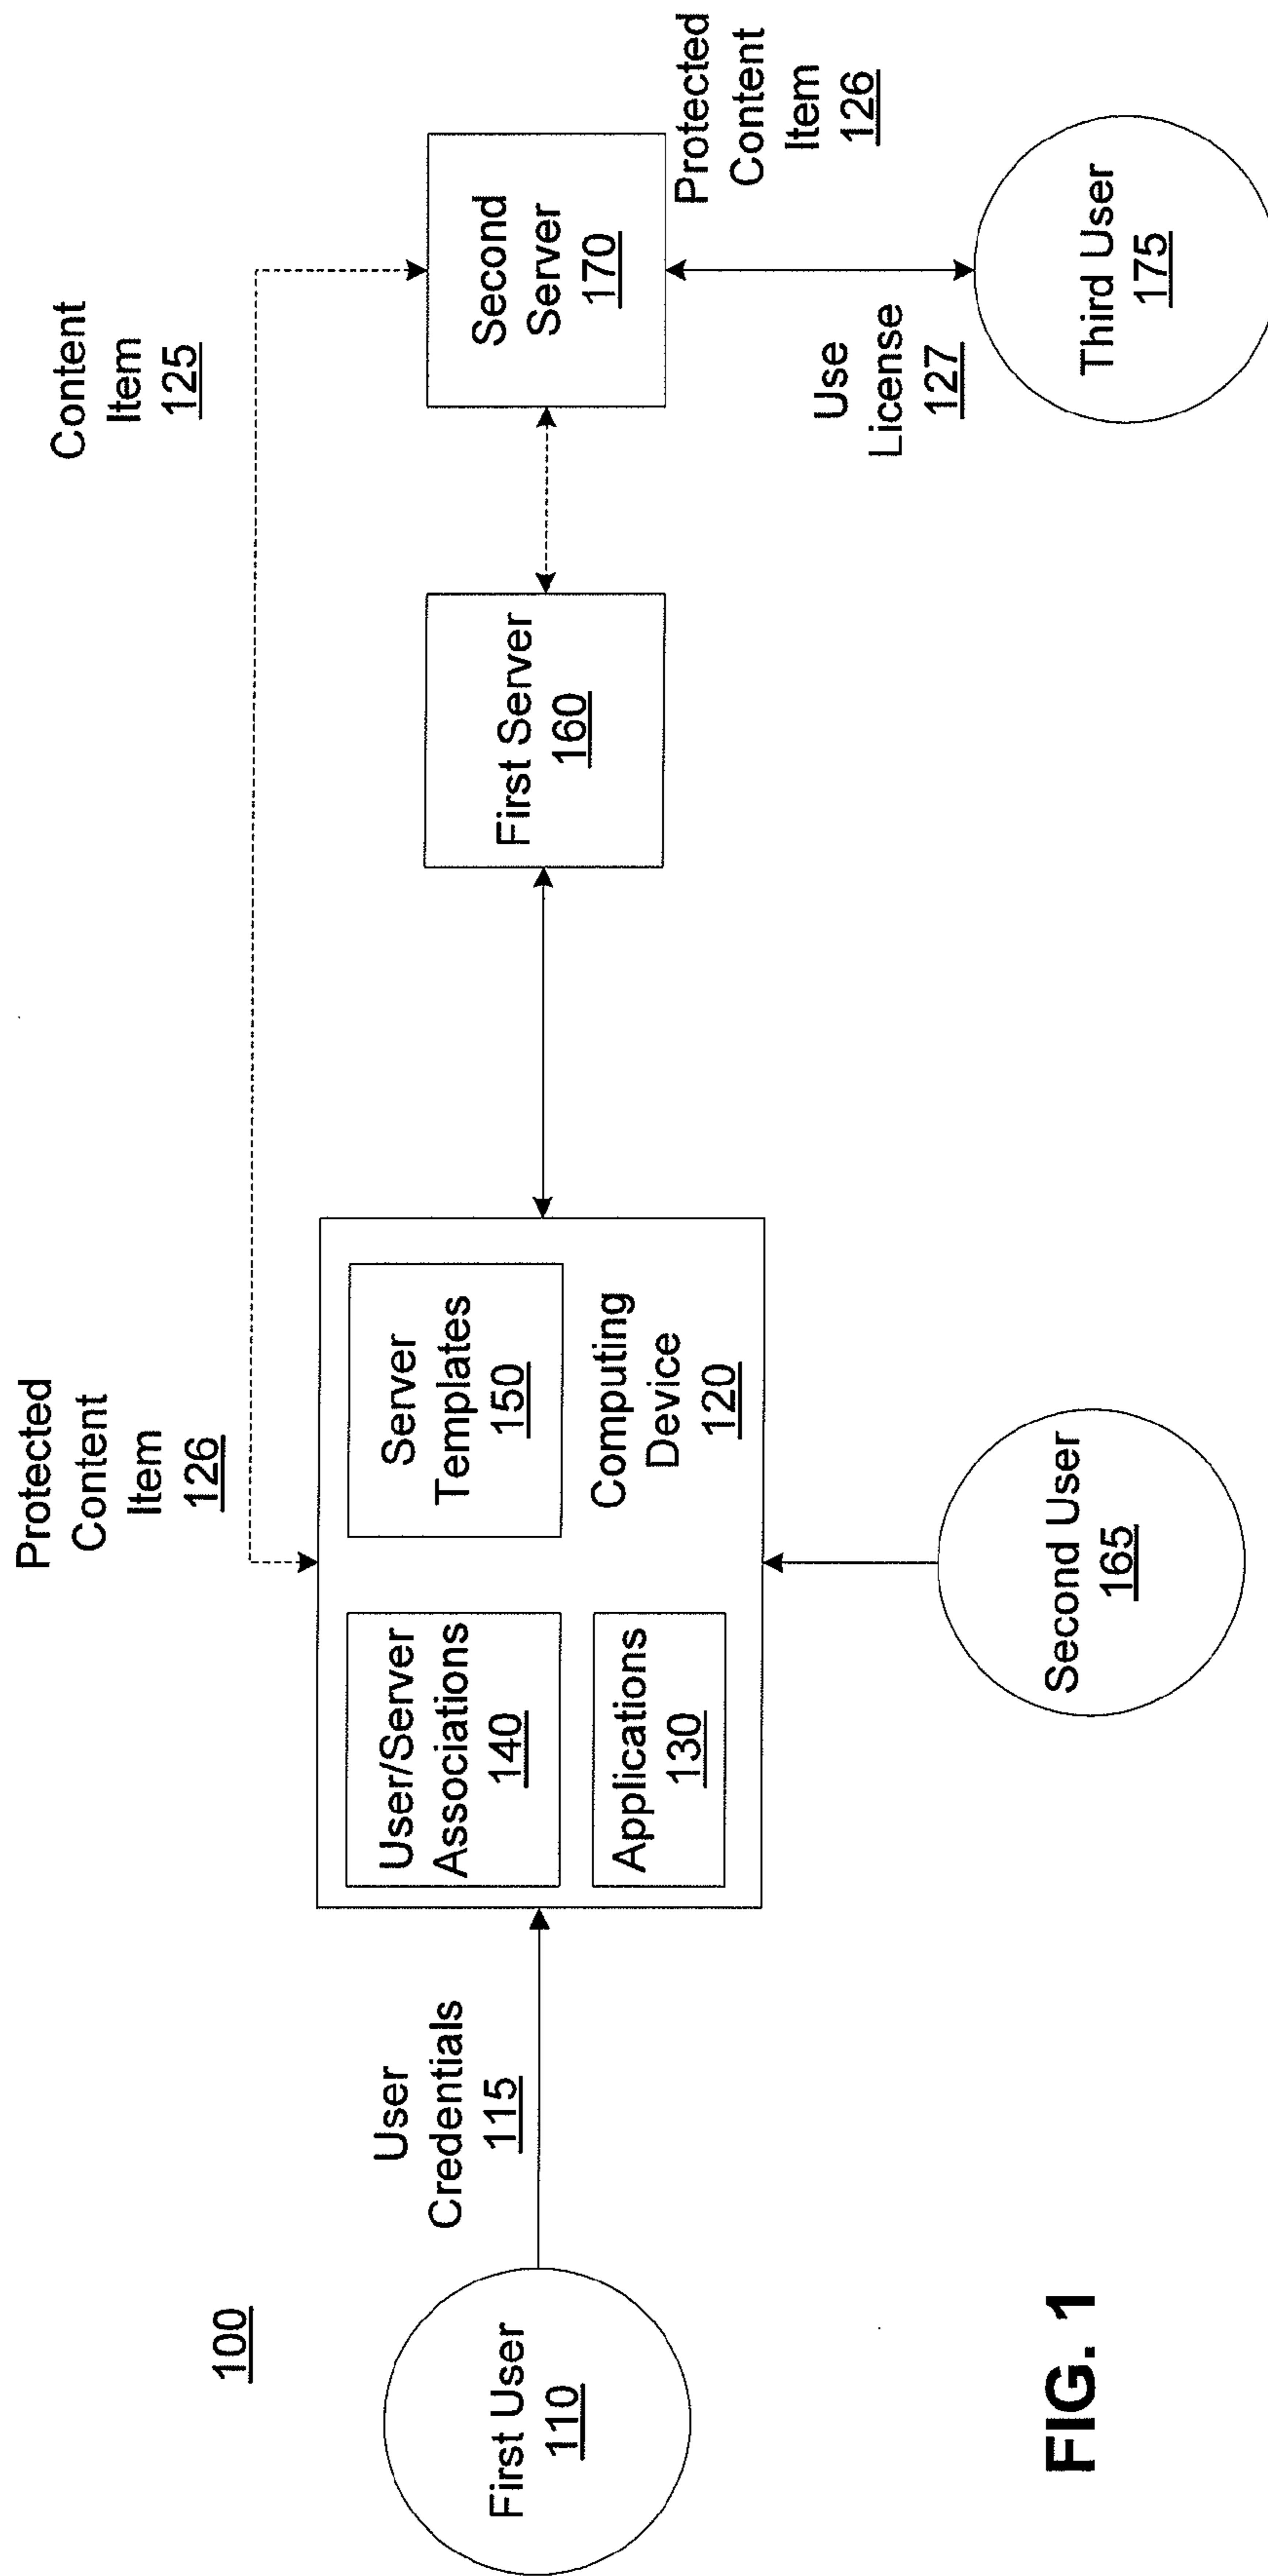 100
First User
110
User
Credentials
115
Protected
Content
Item
126
User/Server
Associations
140
Server
Templates
150
Applications
130
Computing
Device
120
Second User
165
First Server
160
Content
Item
125
Second
Server
170
Protected
Content
Item
126
Use
License
127
Third User
175
FIG. 1